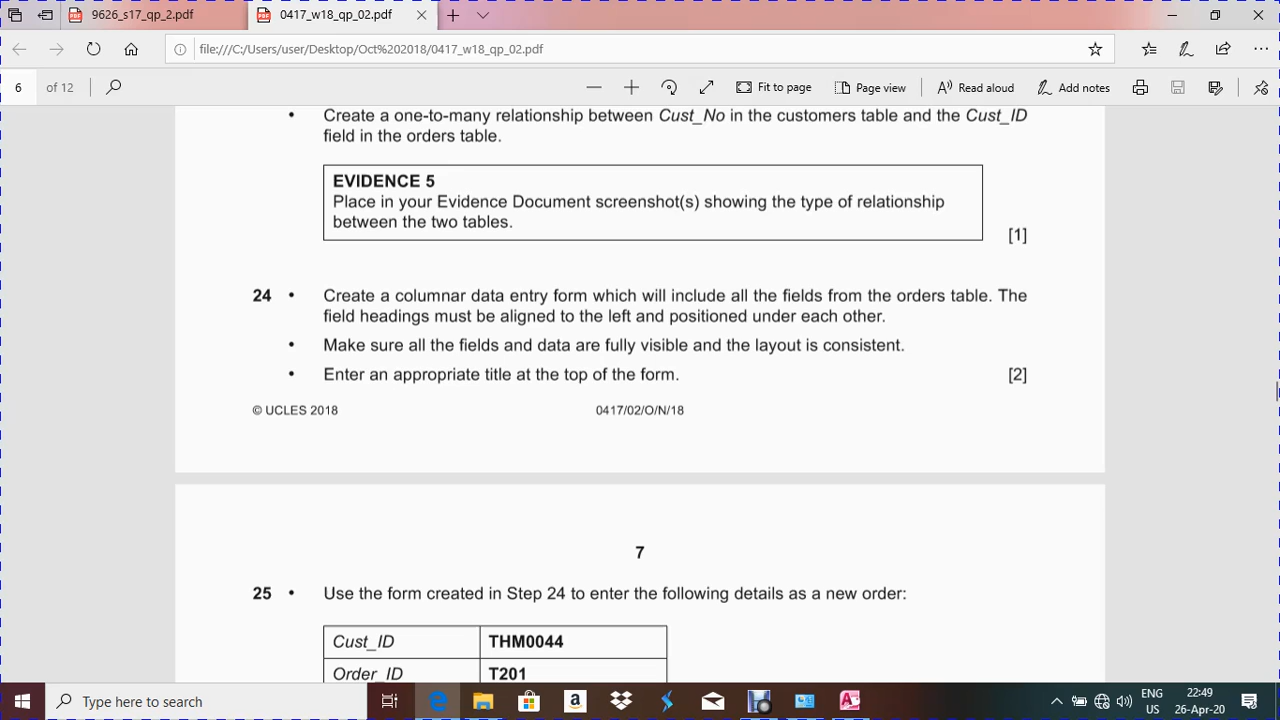 9626_s17_qp_2.pdf
0417_w18_qp_02.pdf
file:///C:/Users/user/Desktop/Oct%202018/0417_w18_qp_02.pdf
6 of 12
Fit to page
Page view
Read aloud
Add notes
• Create a one-to-many relationship between Cust_No in the customers table and the Cust_ID
field in the orders table.
EVIDENCE 5
Place in your Evidence Document screenshot(s) showing the type of relationship
between the two tables.
[1]
24 • Create a columnar data entry form which will include all the fields from the orders table. The
field headings must be aligned to the left and positioned under each other.
• Make sure all the fields and data are fully visible and the layout is consistent.
• Enter an appropriate title at the top of the form. [2]
© UCLES 2018 0417/02/O/N/18
7
25 • Use the form created in Step 24 to enter the following details as a new order:
Cust_ID THM0044
Order_ID T201
Type here to search
ENG
US
22:49
26-Apr-20